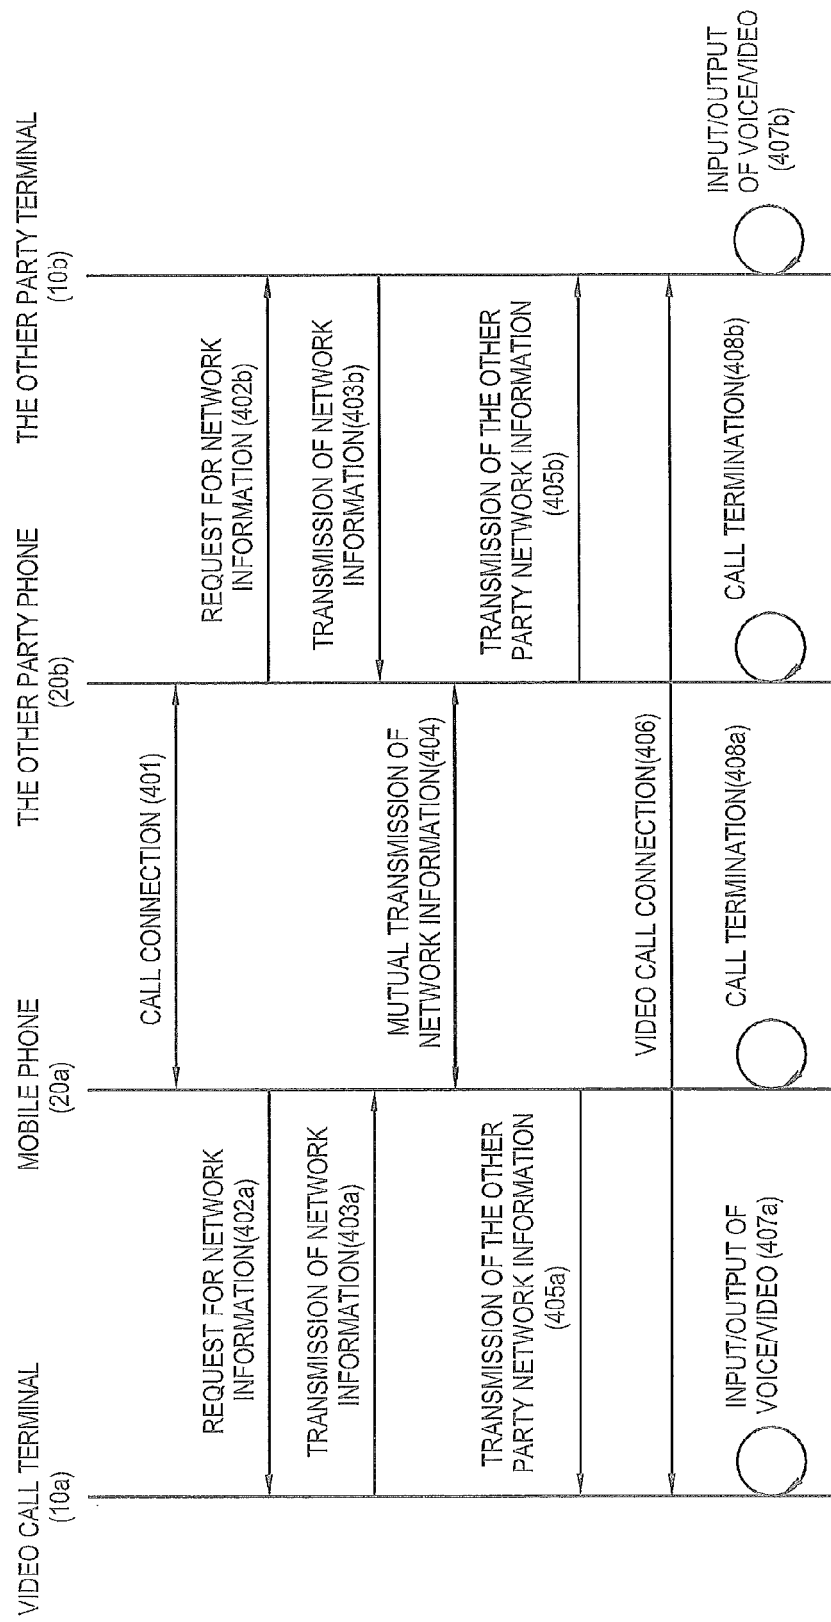 VIDEO CALL TERMINAL
(10a)
MOBILE PHONE
(20a)
THE OTHER PARTY PHONE
(20b)
THE OTHER PARTY TERMINAL
(10b)
CALL CONNECTION (401)
REQUEST FOR NETWORK
INFORMATION(402a)
REQUEST FOR NETWORK
INFORMATION (402b)
TRANSMISSION OF NETWORK
INFORMATION(403a)
TRANSMISSION OF NETWORK
INFORMATION(403b)
MUTUAL TRANSMISSION OF
NETWORK INFORMATION(404)
TRANSMISSION OF THE OTHER
PARTY NETWORK INFORMATION
(405a)
TRANSMISSION OF THE OTHER
PARTY NETWORK INFORMATION
(405b)
VIDEO CALL CONNECTION(406)
INPUT/OUTPUT OF
VOICE/VIDEO (407a)
CALL TERMINATION(408a)
CALL TERMINATION(408b)
INPUT/OUTPUT
OF VOICE/VIDEO
(407b)